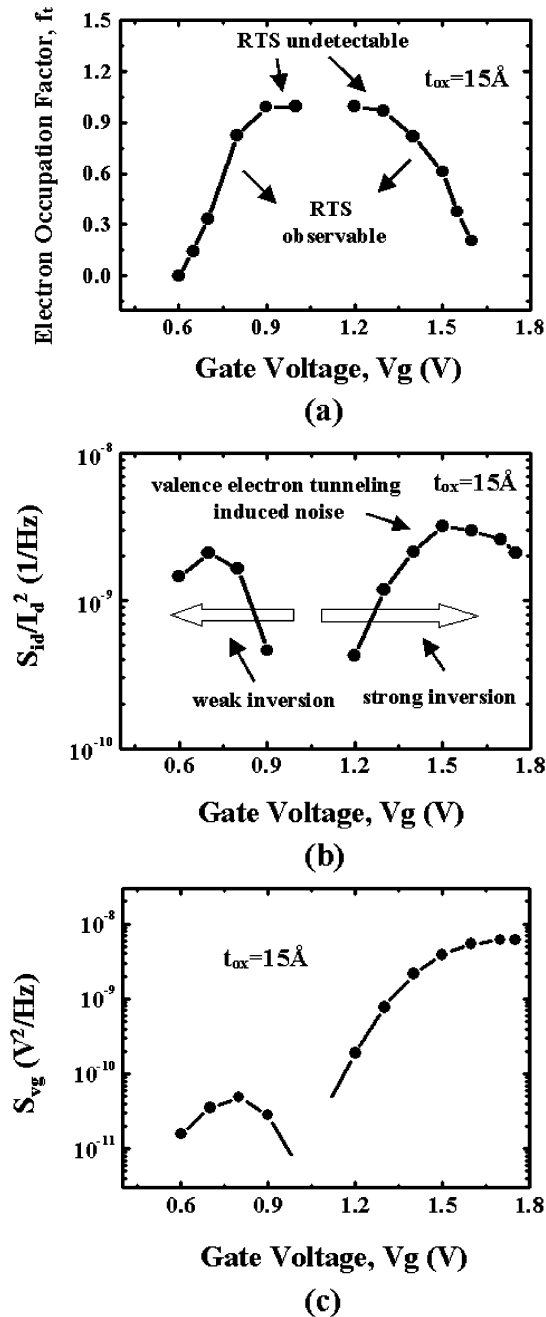 Electron Occupation Factor, ft
1.5
1.2
0.9
0.6
0.3
0.0
RTS undetectable
tox=15Å
RTS
observable
0.6 0.9 1.2 1.5 1.8
Gate Voltage, Vg (V)
(a)
Sid/Id² (1/Hz)
10⁻⁸
10⁻⁹
10⁻¹⁰
valence electron tunneling
induced noise
tox=15Å
weak inversion
strong inversion
0.6 0.9 1.2 1.5 1.8
Gate Voltage, Vg (V)
(b)
Svg (V²/Hz)
10⁻⁸
10⁻⁹
10⁻¹⁰
10⁻¹¹
tox=15Å
0.6 0.9 1.2 1.5 1.8
Gate Voltage, Vg (V)
(c)